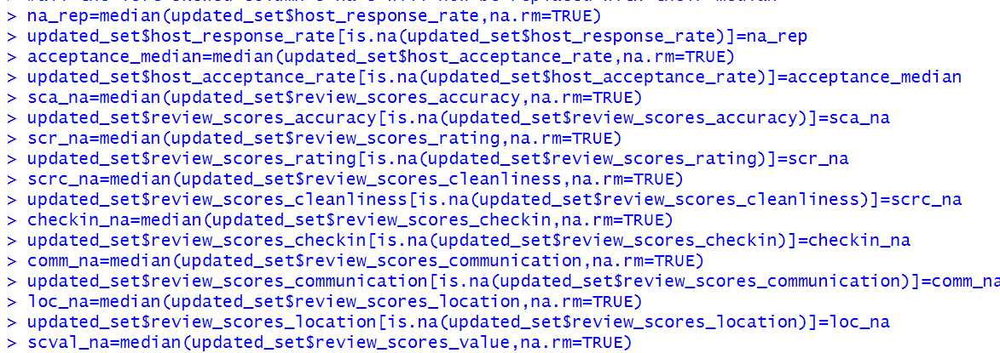 > na_rep=median(updated_set$host_response_rate,na.rm=TRUE)
> updated_set$host_response_rate[is.na(updated_set$host_response_rate)]=na_rep
> acceptance_median=median(updated_set$host_acceptance_rate,na.rm=TRUE)
> updated_set$host_acceptance_rate[is.na(updated_set$host_acceptance_rate)]=acceptance_median
> sca_na=median(updated_set$review_scores_accuracy,na.rm=TRUE)
> updated_set$review_scores_accuracy[is.na(updated_set$review_scores_accuracy)]=sca_na
> scr_na=median(updated_set$review_scores_rating,na.rm=TRUE)
> updated_set$review_scores_rating[is.na(updated_set$review_scores_rating)]=scr_na
> scrc_na=median(updated_set$review_scores_cleanliness,na.rm=TRUE)
> updated_set$review_scores_cleanliness[is.na(updated_set$review_scores_cleanliness)]=scrc_na
> checkin_na=median(updated_set$review_scores_checkin,na.rm=TRUE)
> updated_set$review_scores_checkin[is.na(updated_set$review_scores_checkin)]=checkin_na
> comm_na=median(updated_set$review_scores_communication,na.rm=TRUE)
> updated_set$review_scores_communication[is.na(updated_set$review_scores_communication)]=comm_na
> loc_na=median(updated_set$review_scores_location,na.rm=TRUE)
> updated_set$review_scores_location[is.na(updated_set$review_scores_location)]=loc_na
> scval_na=median(updated_set$review_scores_value,na.rm=TRUE)